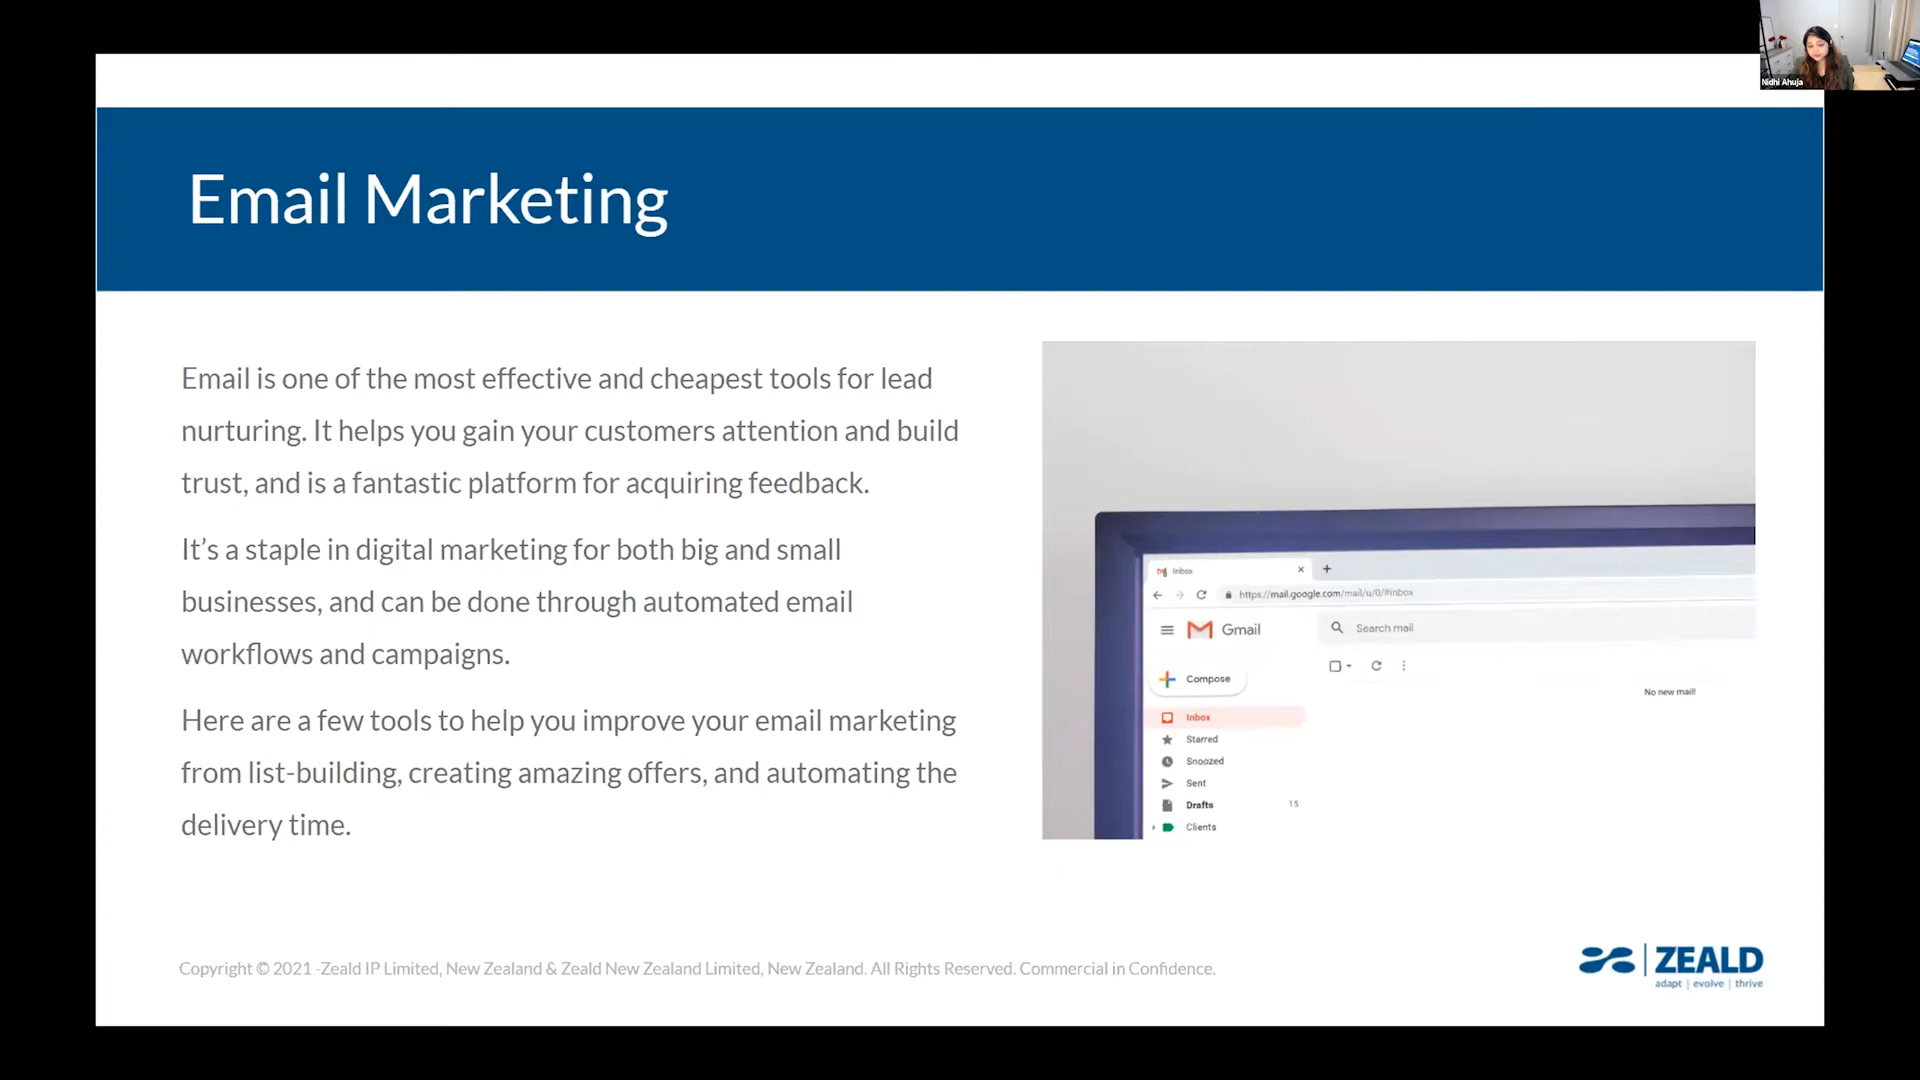 Nidhi Ahuja
Email Marketing
Email is one of the most effective and cheapest tools for lead
nurturing. It helps you gain your customers attention and build
trust, and is a fantastic platform for acquiring feedback.
It’s a staple in digital marketing for both big and small
businesses, and can be done through automated email
workflows and campaigns.
Here are a few tools to help you improve your email marketing
from list-building, creating amazing offers, and automating the
delivery time.
Inbox
https://mail.google.com/mail/u/0/#inbox
Gmail
Search mail
Compose
No new mail!
Inbox
Starred
Snoozed
Sent
Drafts 15
Clients
Copyright © 2021 -Zeald IP Limited, New Zealand & Zeald New Zealand Limited, New Zealand. All Rights Reserved. Commercial in Confidence.
ZEALD
adapt | evolve | thrive